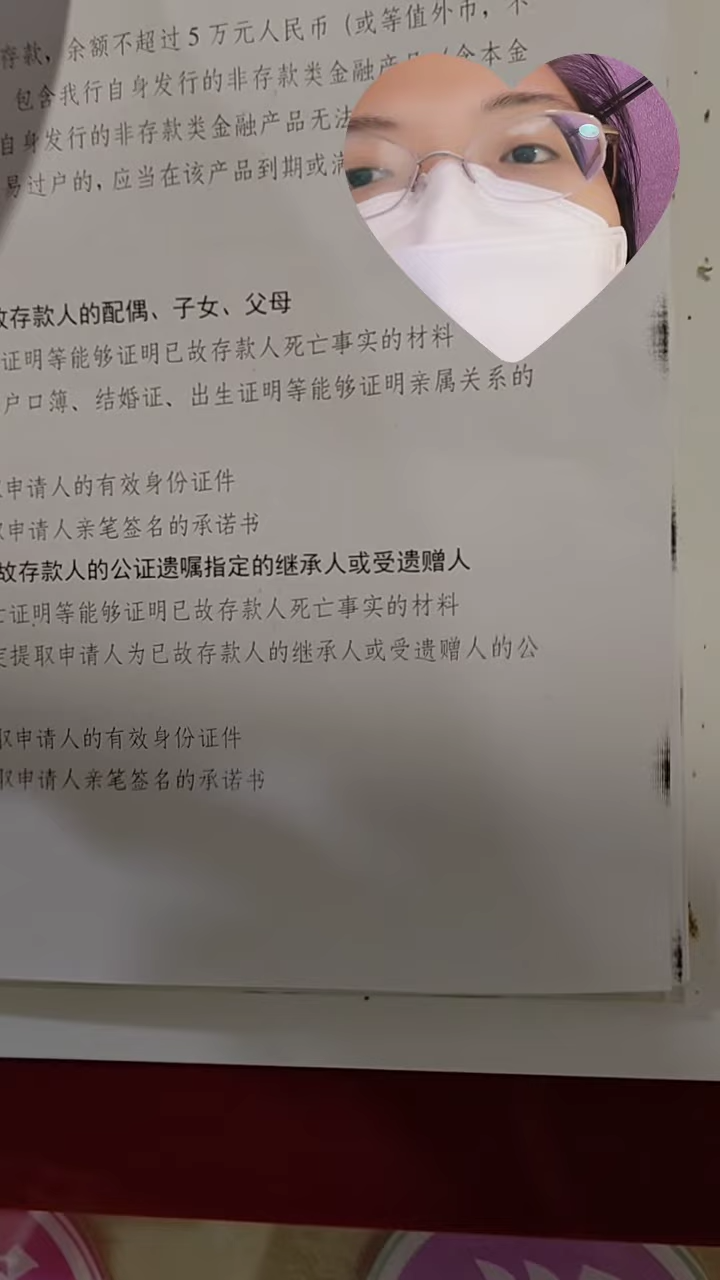 存款，余额不超过5万元人民币（或等值外币，不
包含我行自身发行的非存款类金融产品（含本金
自身发行的非存款类金融产品无法
易过户的，应当在该产品到期或满
故存款人的配偶、子女、父母
证明等能够证明已故存款人死亡事实的材料
户口簿、结婚证、出生证明等能够证明亲属关系的
申请人的有效身份证件
申请人亲笔签名的承诺书
故存款人的公证遗嘱指定的继承人或受遗赠人
亡证明等能够证明已故存款人死亡事实的材料
定提取申请人为已故存款人的继承人或受遗赠人的公
取申请人的有效身份证件
取申请人亲笔签名的承诺书